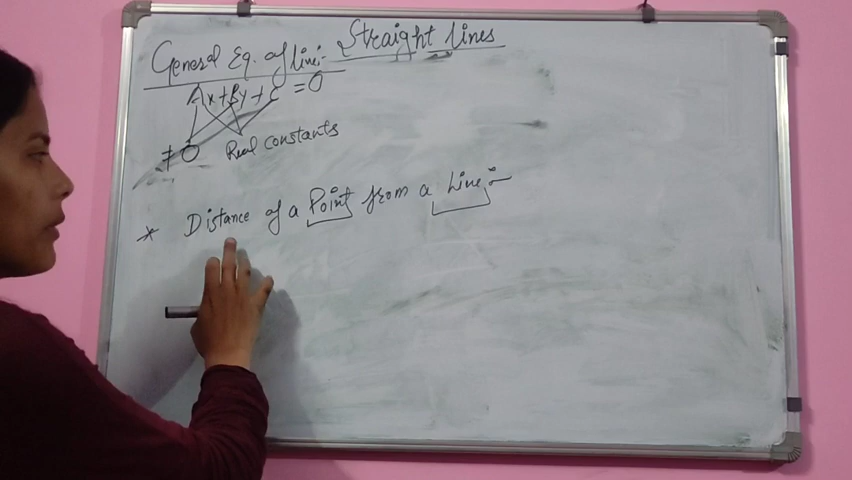 Straight lines
General Eq. of line:-
Ax + By + C = 0
≠ 0 Real constants
* Distance of a Point from a Line:-